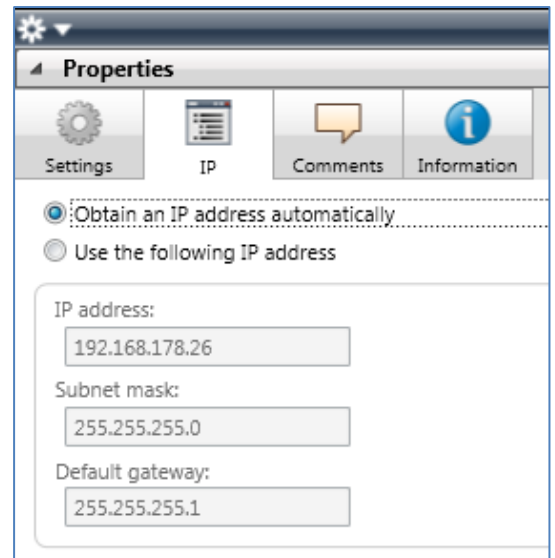 Properties
Settings IP Comments Information
Obtain an IP address automatically
Use the following IP address
IP address:
192.168.178.26
Subnet mask:
255.255.255.0
Default gateway:
255.255.255.1